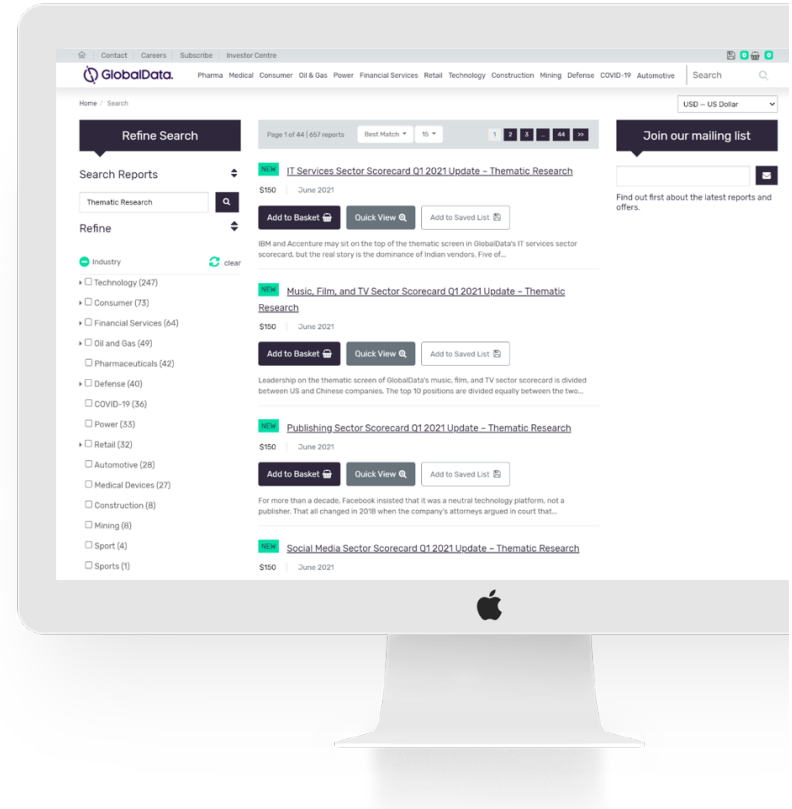 Contact Careers Subscribe Investor Centre
0 0
GlobalData. Pharma Medical Consumer Oil & Gas Power Financial Services Retail Technology Construction Mining Defense COVID-19 Automotive Search
Home / Search
USD – US Dollar
Refine Search
Search Reports
Thematic Research
Refine
Industry clear
Technology (247)
Consumer (73)
Financial Services (64)
Oil and Gas (49)
Pharmaceuticals (42)
Defense (40)
COVID-19 (36)
Power (33)
Retail (32)
Automotive (28)
Medical Devices (27)
Construction (8)
Mining (8)
Sport (4)
Sports (1)
Page 1 of 44 | 657 reports Best Match 15 1 2 3 ... 44 >>
NEW IT Services Sector Scorecard Q1 2021 Update – Thematic Research
$150 June 2021
Add to Basket Quick View Add to Saved List
IBM and Accenture may sit on the top of the thematic screen in GlobalData's IT services sector
scorecard, but the real story is the dominance of Indian vendors. Five of...
NEW Music, Film, and TV Sector Scorecard Q1 2021 Update – Thematic
Research
$150 June 2021
Add to Basket Quick View Add to Saved List
Leadership on the thematic screen of GlobalData's music, film, and TV sector scorecard is divided
between US and Chinese companies. The top 10 positions are divided equally between the two...
NEW Publishing Sector Scorecard Q1 2021 Update – Thematic Research
$150 June 2021
Add to Basket Quick View Add to Saved List
For more than a decade, Facebook insisted that it was a neutral technology platform, not a
publisher. That all changed in 2018 when the company's attorneys argued in court that...
NEW Social Media Sector Scorecard Q1 2021 Update – Thematic Research
$150 June 2021
Join our mailing list
Find out first about the latest reports and
offers.